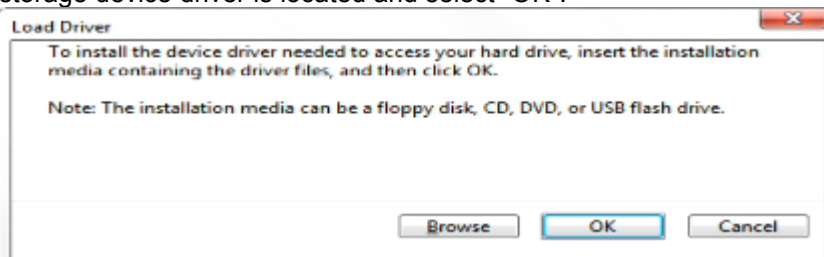 storage device driver is located and select "OK".
Load Driver
To install the device driver needed to access your hard drive, insert the installation
media containing the driver files, and then click OK.
Note: The installation media can be a floppy disk, CD, DVD, or USB flash drive.
Browse OK Cancel